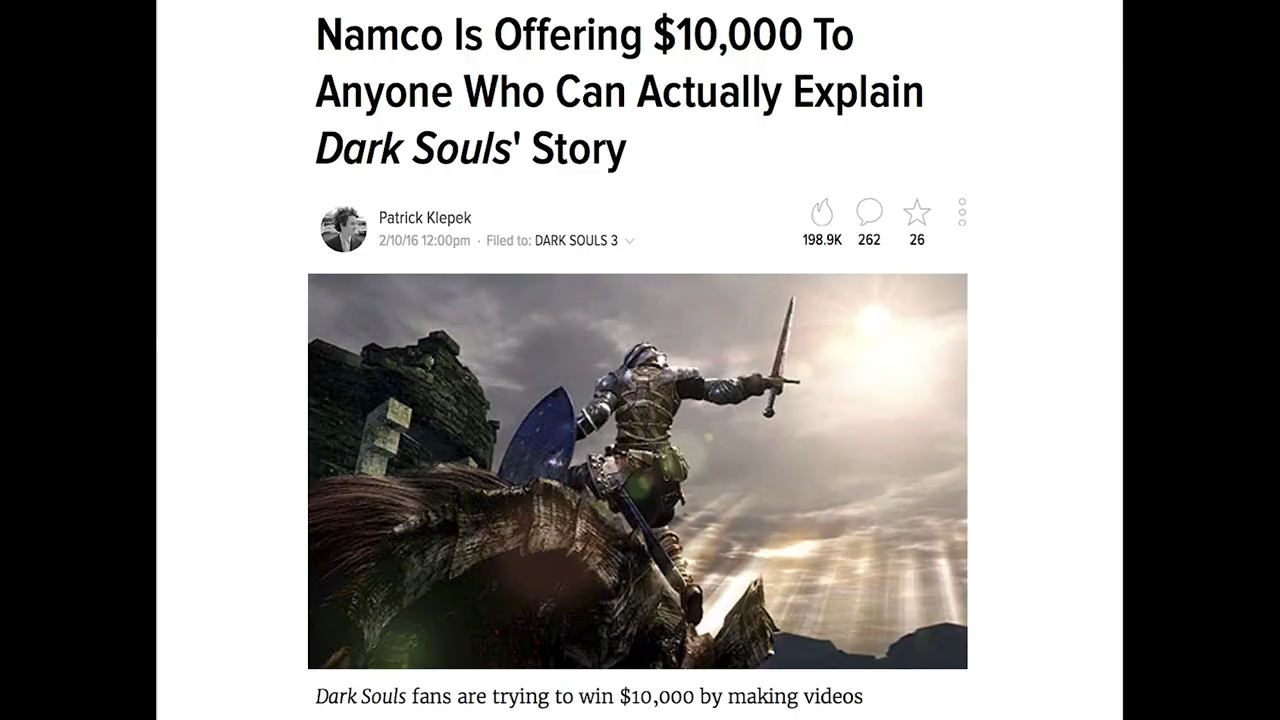 Namco Is Offering $10,000 To
Anyone Who Can Actually Explain
Dark Souls' Story
Patrick Klepek
2/10/16 12:00pm · Filed to: DARK SOULS 3
198.9K 262 26
Dark Souls fans are trying to win $10,000 by making videos